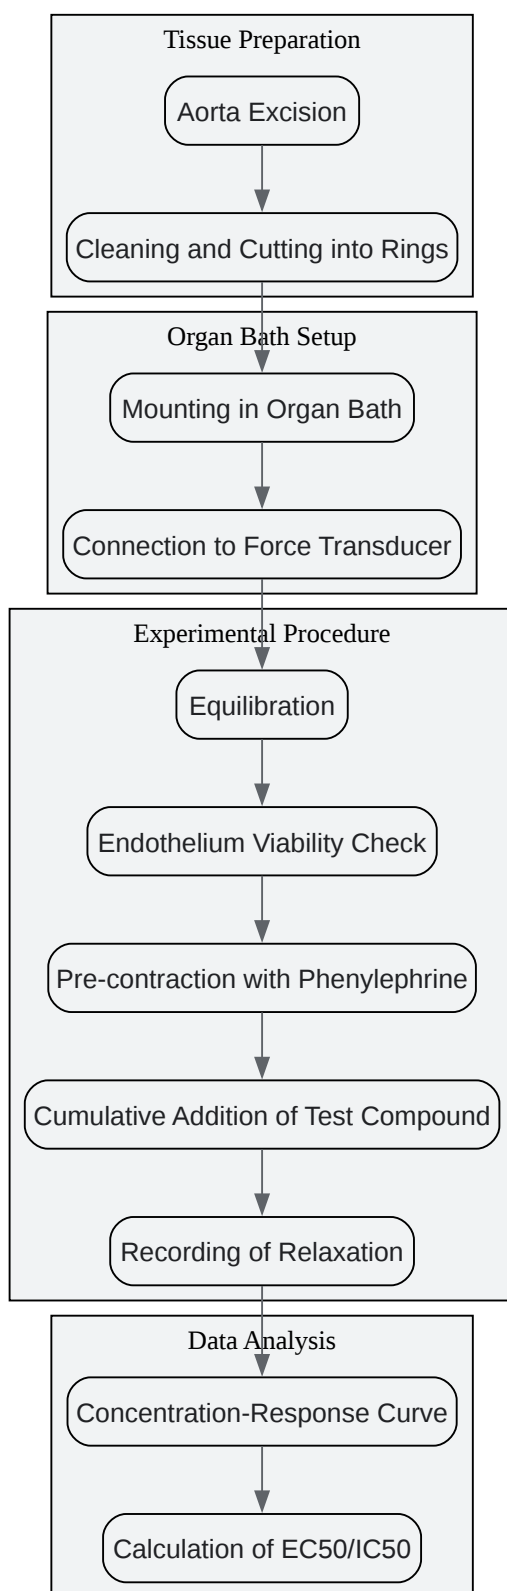 Tissue Preparation
Aorta Excision
Cleaning and Cutting into Rings
Organ Bath Setup
Mounting in Organ Bath
Connection to Force Transducer
Experimental Procedure
Equilibration
Endothelium Viability Check
Pre-contraction with Phenylephrine
Cumulative Addition of Test Compound
Recording of Relaxation
Data Analysis
Concentration-Response Curve
Calculation of EC50/IC50